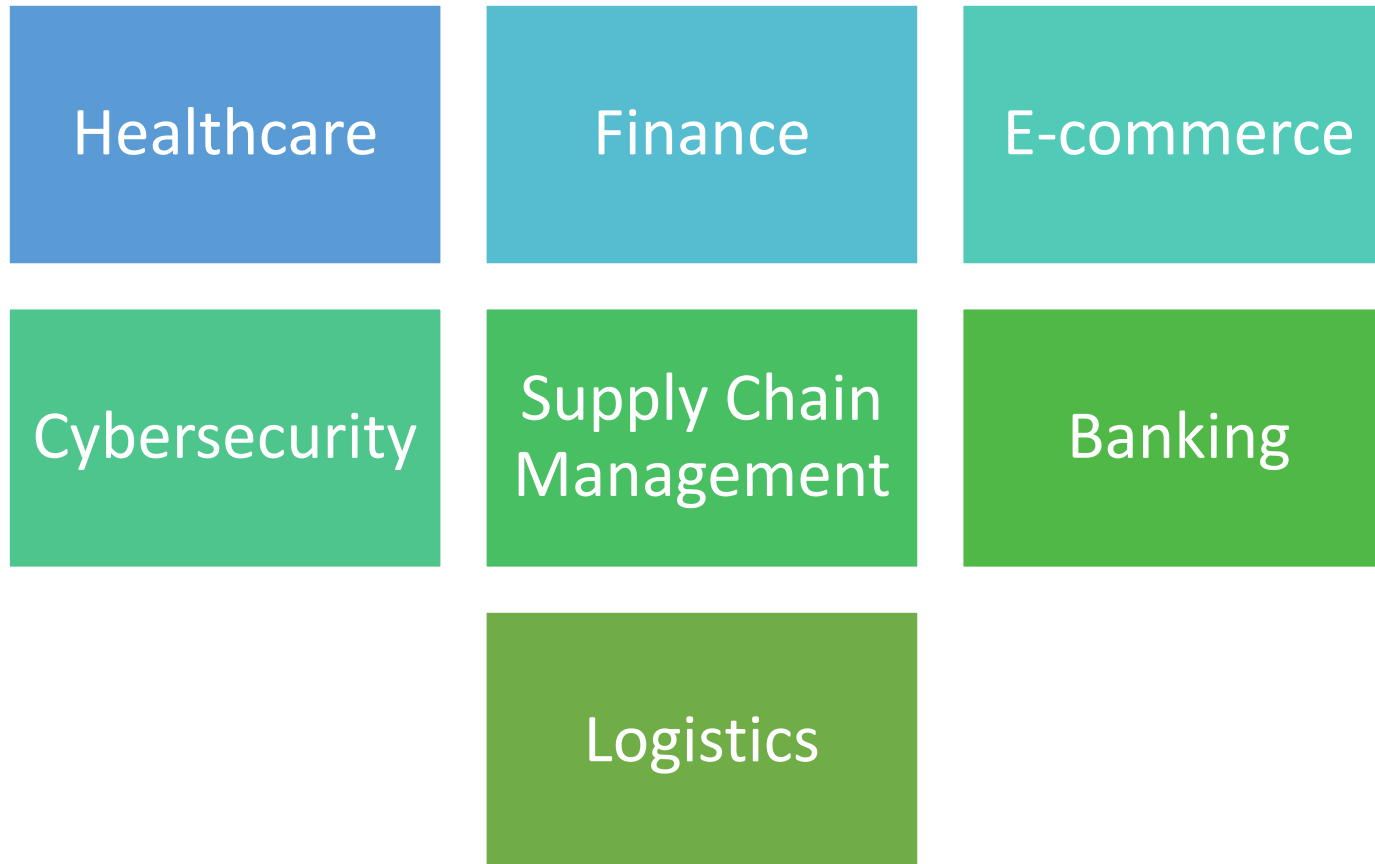 Healthcare
Finance
E-commerce
Cybersecurity
Supply Chain
Management
Banking
Logistics